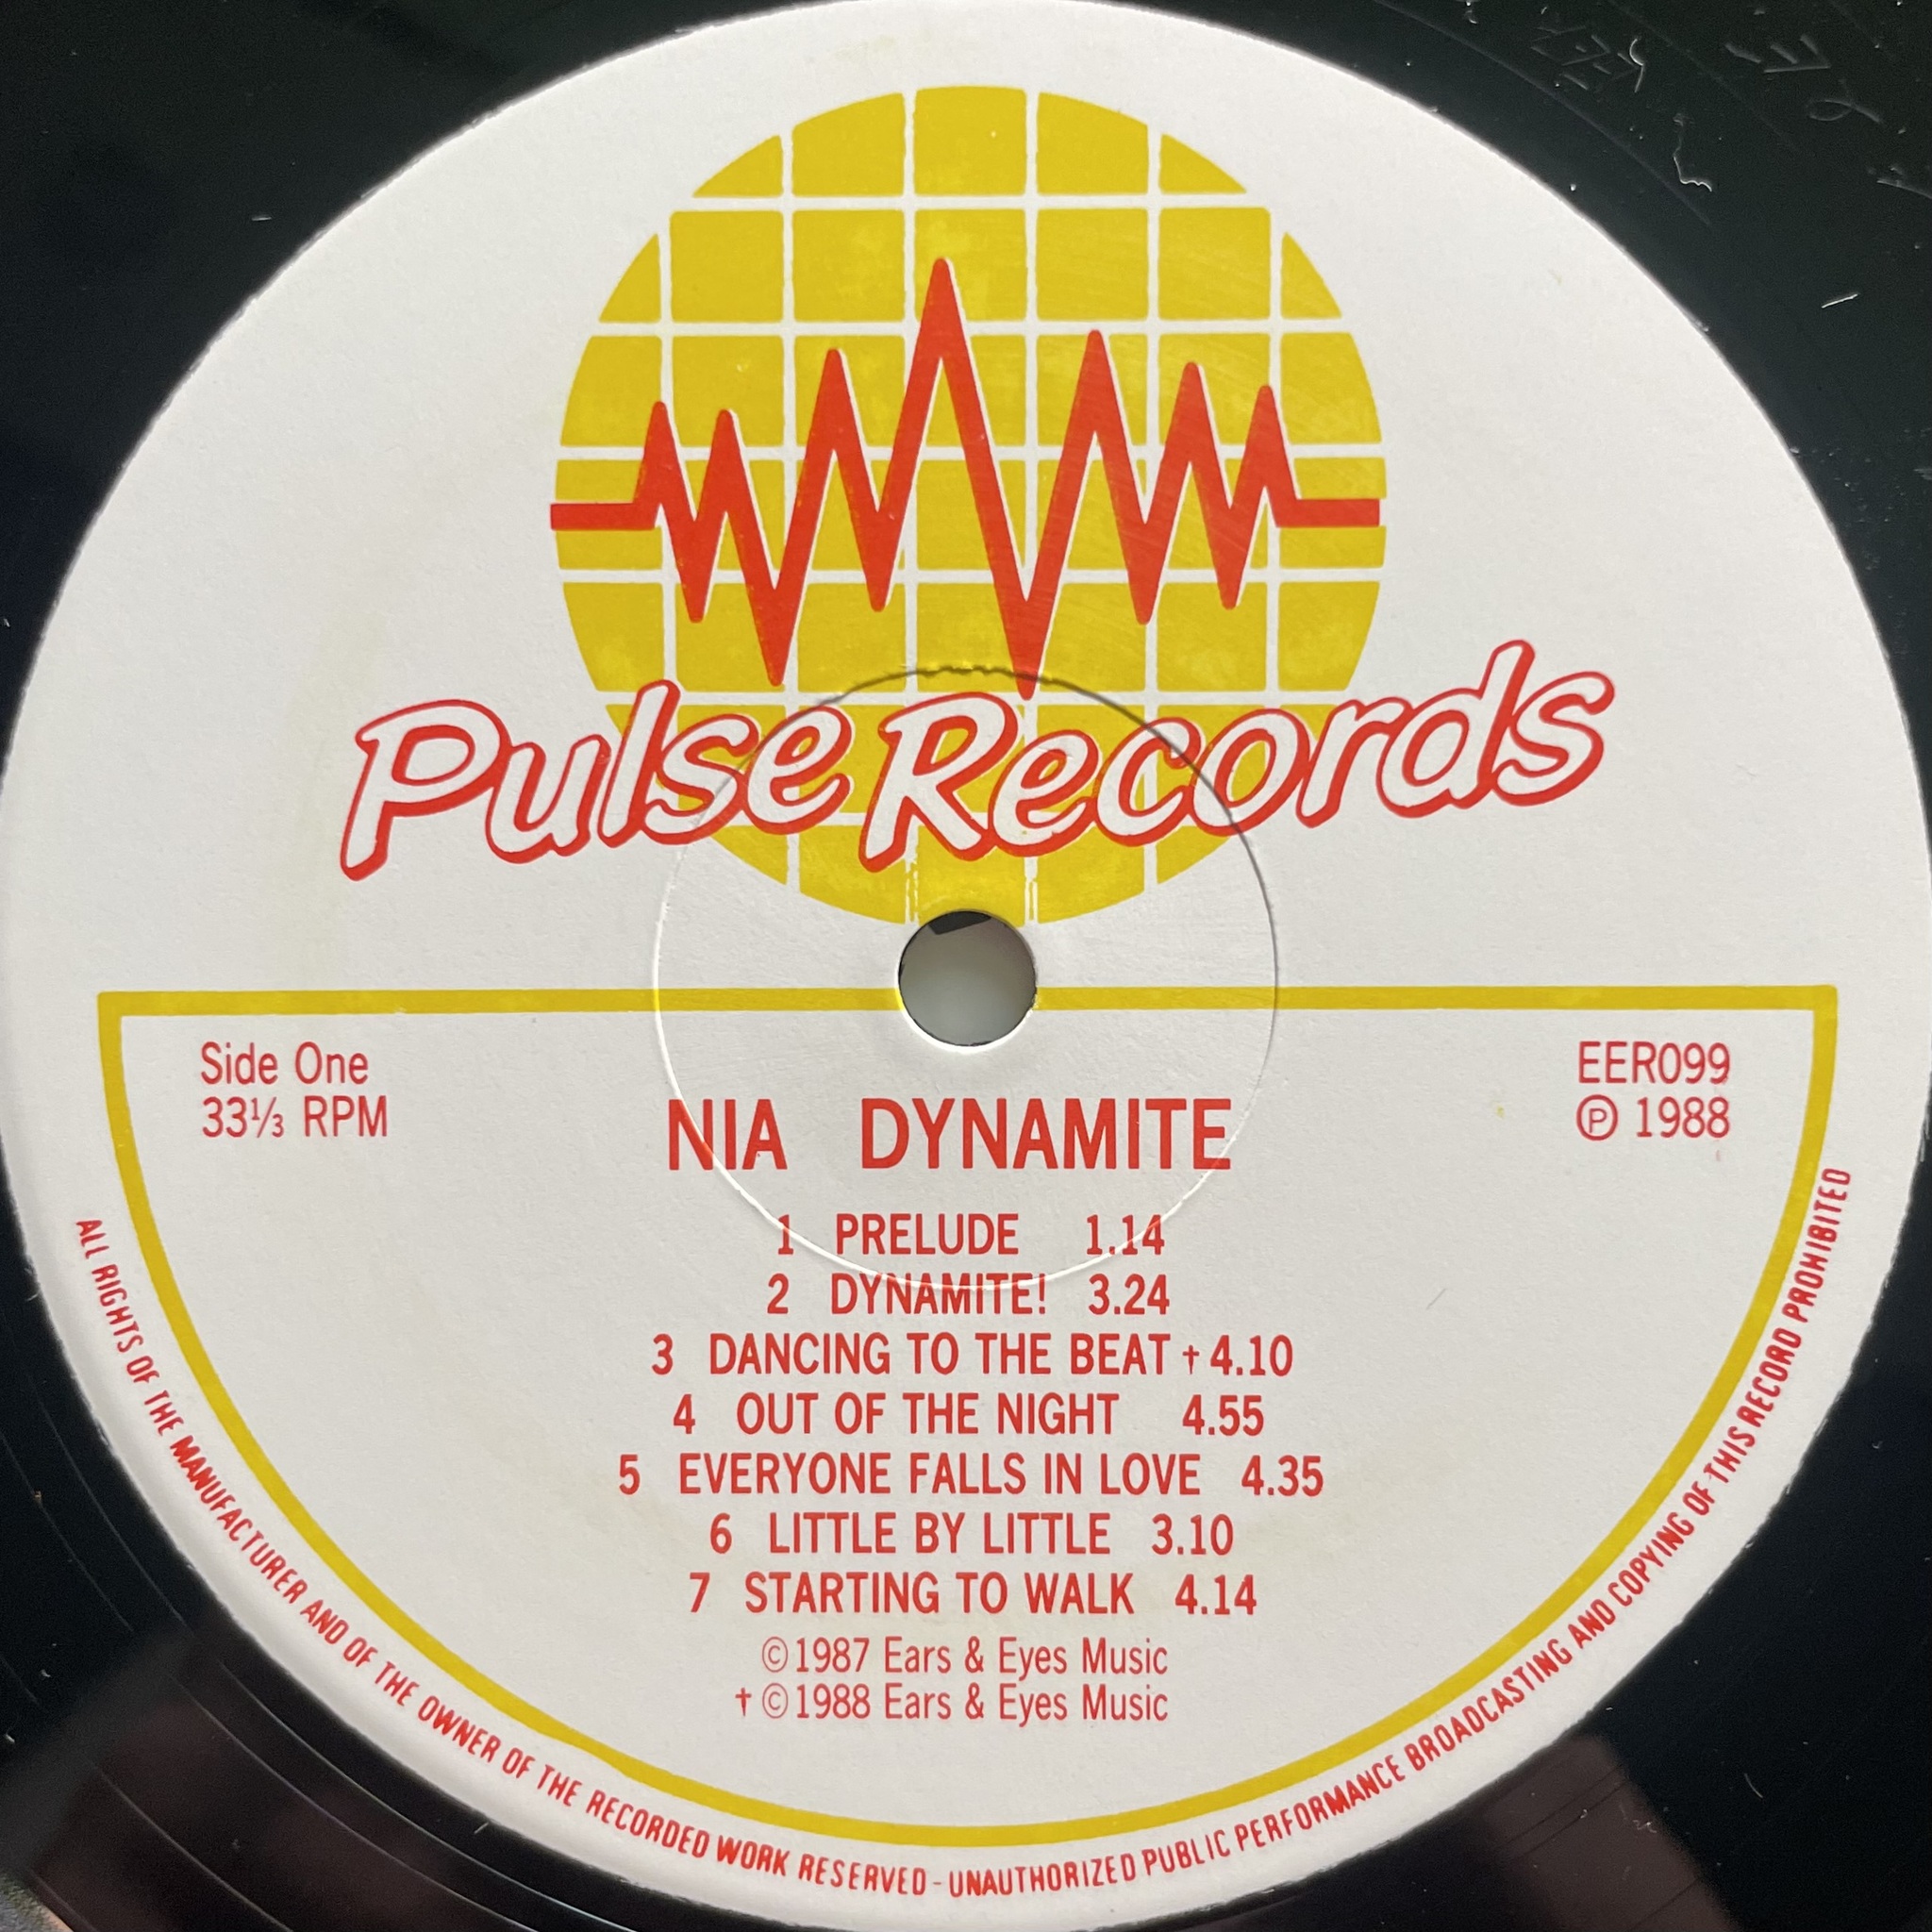 Pulse Records
Side One
33⅓ RPM
EER099
℗ 1988
NIA DYNAMITE
1 PRELUDE 1.14
2 DYNAMITE! 3.24
3 DANCING TO THE BEAT † 4.10
4 OUT OF THE NIGHT 4.55
5 EVERYONE FALLS IN LOVE 4.35
6 LITTLE BY LITTLE 3.10
7 STARTING TO WALK 4.14
©1987 Ears & Eyes Music
† ©1988 Ears & Eyes Music
ALL RIGHTS OF THE MANUFACTURER AND OF THE OWNER OF THE RECORDED WORK RESERVED - UNAUTHORIZED PUBLIC PERFORMANCE BROADCASTING AND COPYING OF THIS RECORD PROHIBITED